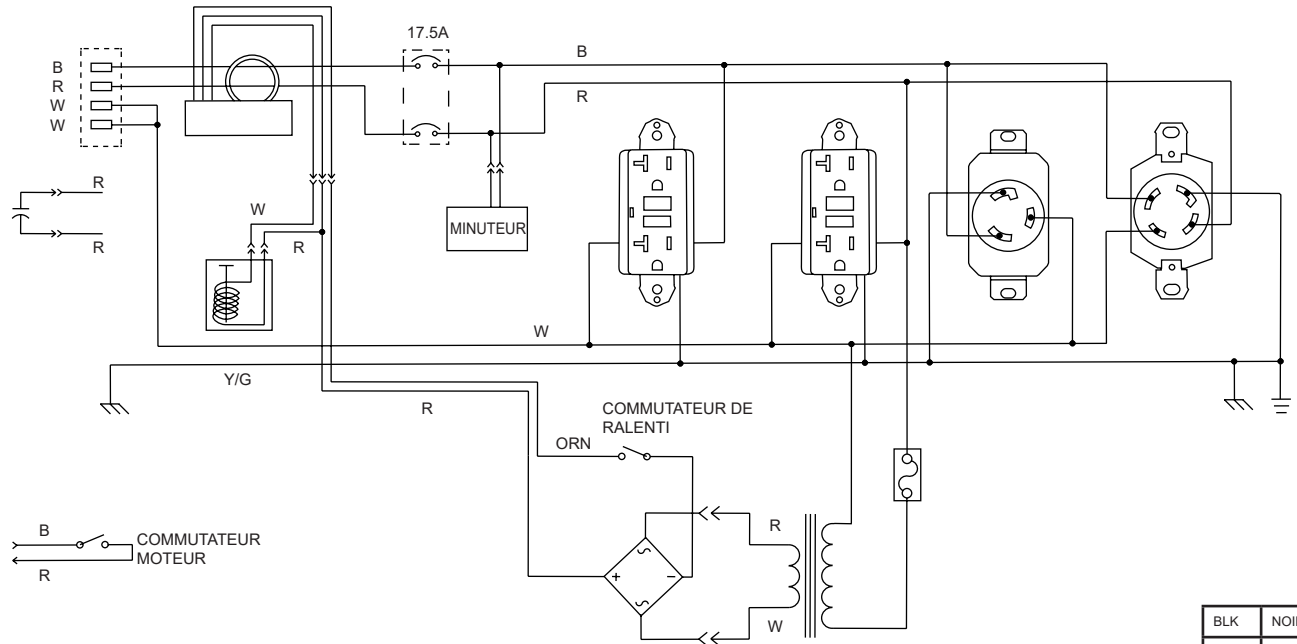 17.5A
B
B
R
W
W
R
R
R
W
R
MINUTEUR
W
Y/G
R
COMMUTATEUR DE
RALENTI
ORN
B
COMMUTATEUR
MOTEUR
R
R
W
+
−
BLK